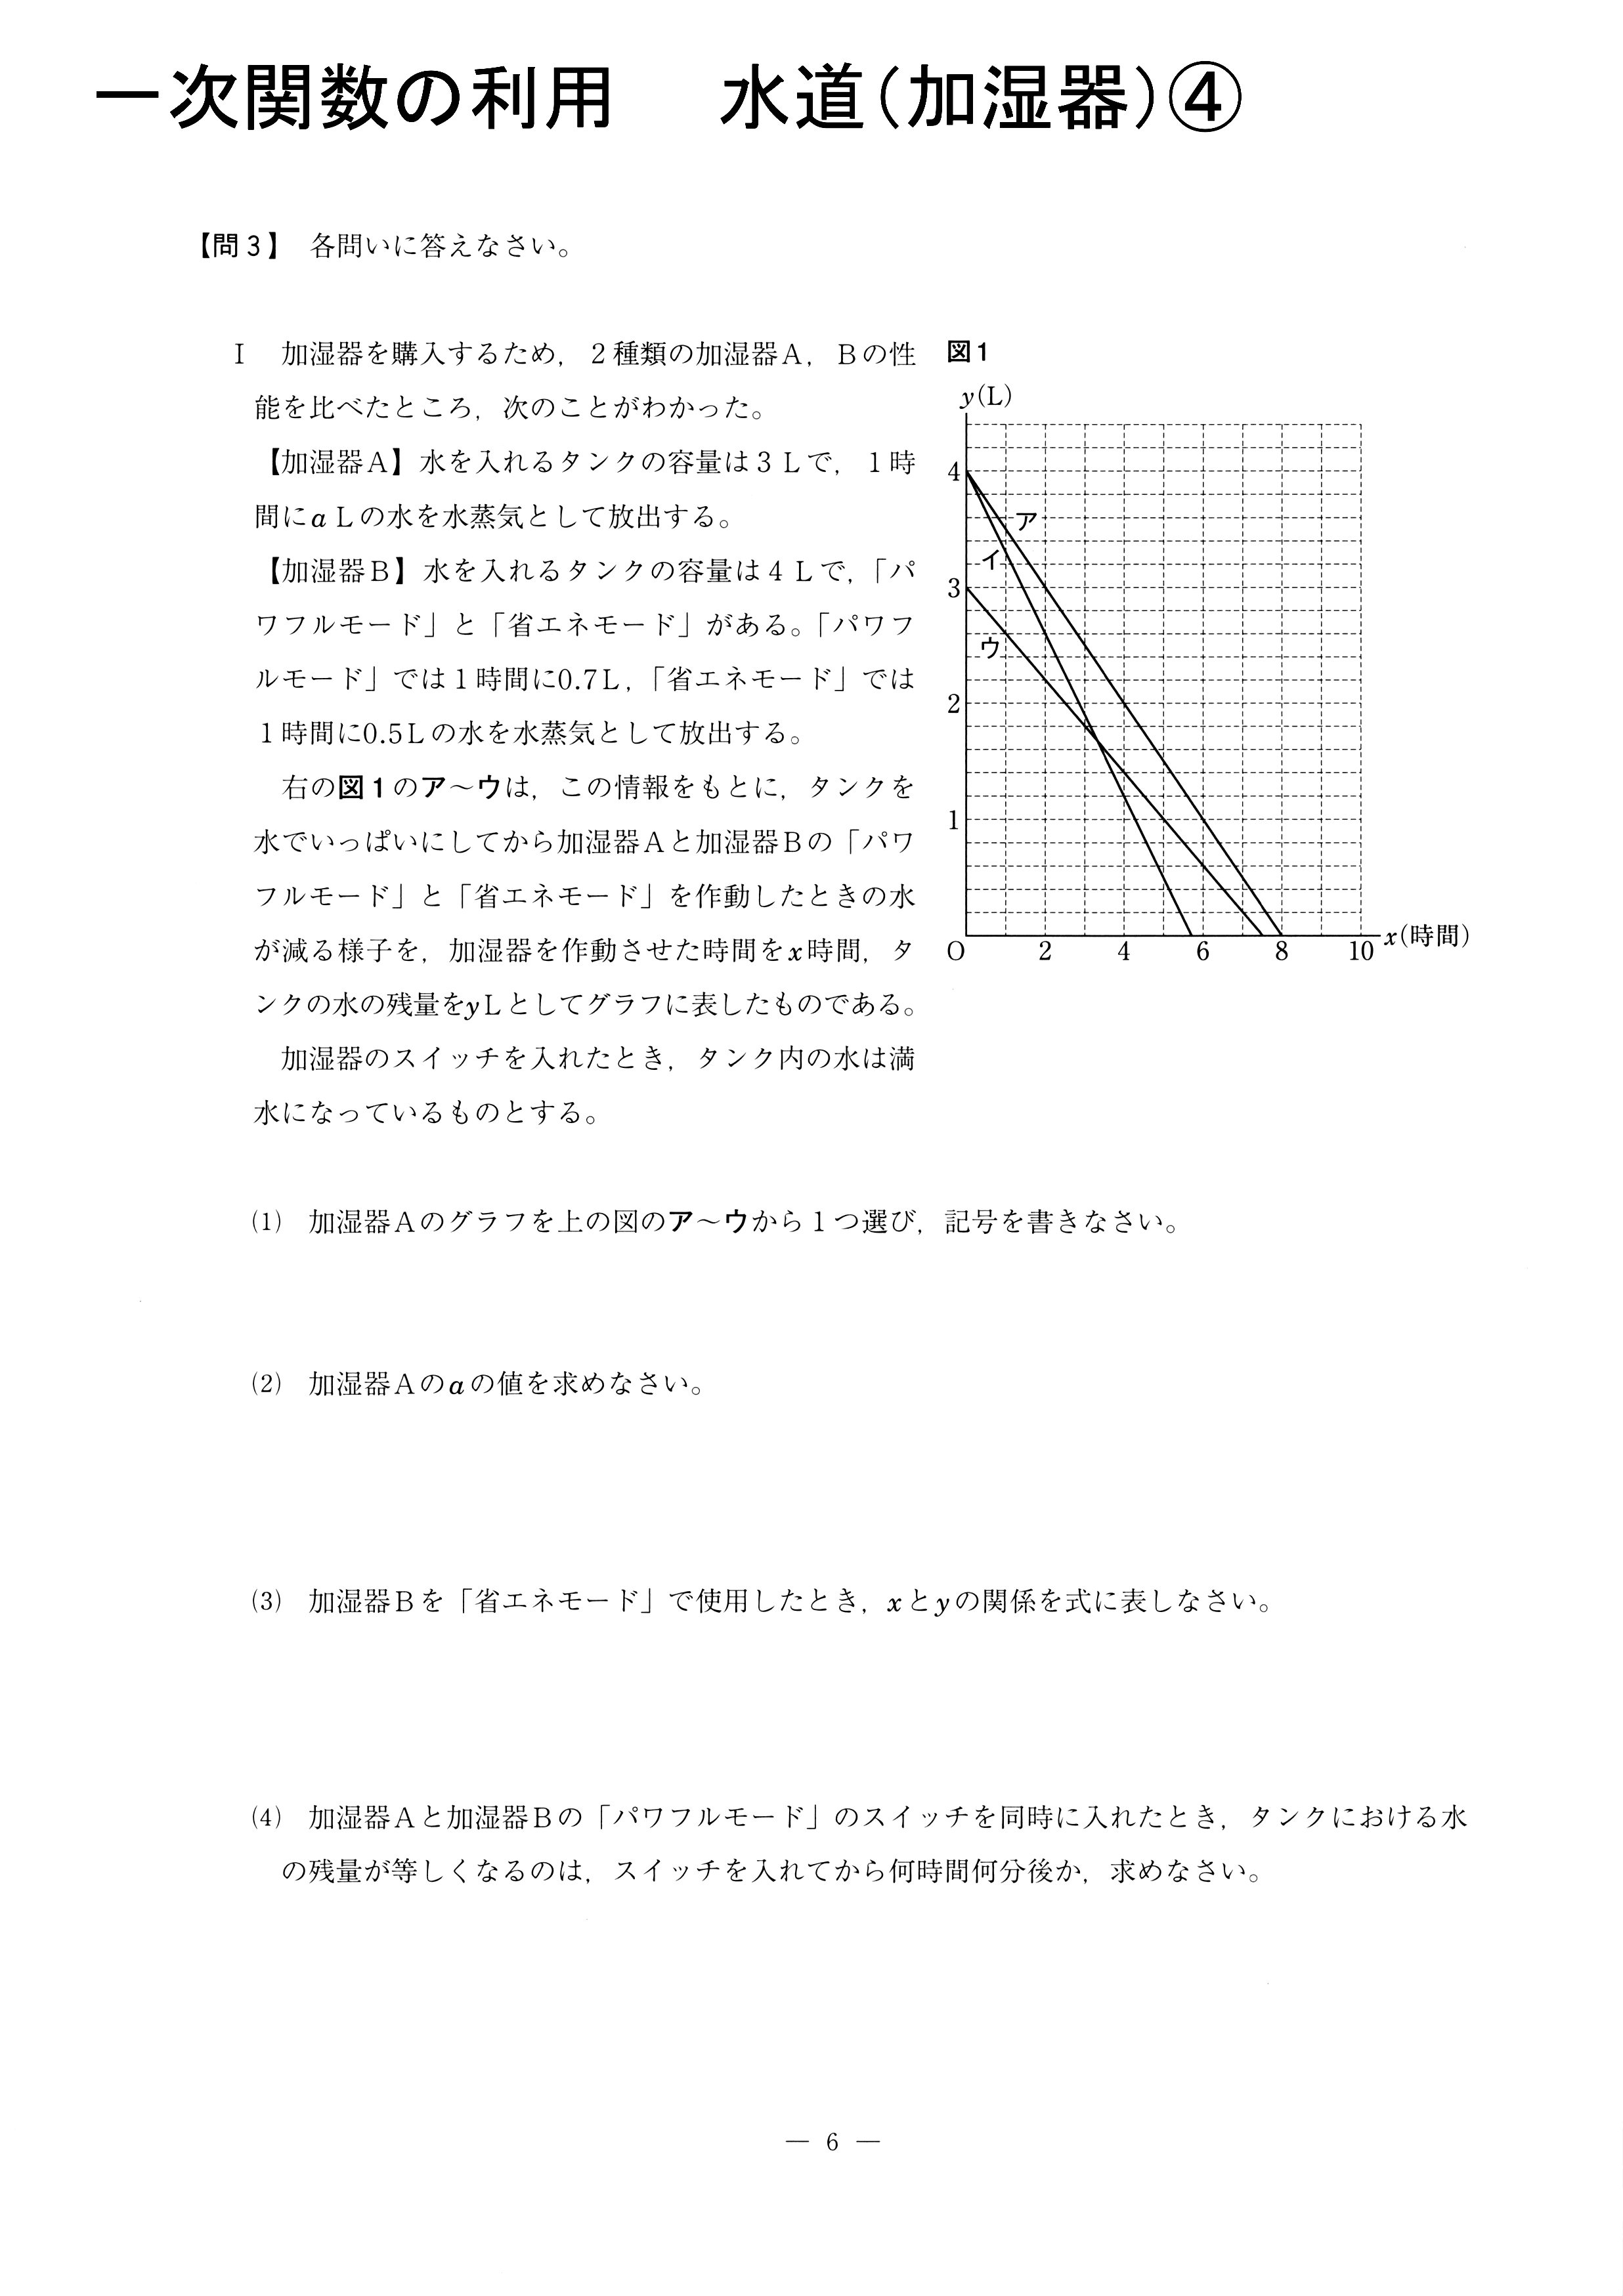 一次関数の利用　水道(加湿器)④
【問3】 各問いに答えなさい。
Ⅰ　加湿器を購入するため，２種類の加湿器Ａ，Ｂの性
能を比べたところ，次のことがわかった。
【加湿器Ａ】水を入れるタンクの容量は３Ｌで，１時
間にaＬの水を水蒸気として放出する。
【加湿器Ｂ】水を入れるタンクの容量は４Ｌで，「パ
ワフルモード」と「省エネモード」がある。「パワフ
ルモード」では１時間に0.7L，「省エネモード」では
１時間に0.5Lの水を水蒸気として放出する。
右の図1のア～ウは，この情報をもとに，タンクを
水でいっぱいにしてから加湿器Ａと加湿器Ｂの「パワ
フルモード」と「省エネモード」を作動したときの水
が減る様子を，加湿器を作動させた時間をx時間，タ
ンクの水の残量をyLとしてグラフに表したものである。
加湿器のスイッチを入れたとき，タンク内の水は満
水になっているものとする。
図1
y(L)
4
ア
イ
3
ウ
2
1
O 2 4 6 8 10 x(時間)
(1)　加湿器Ａのグラフを上の図のア～ウから１つ選び，記号を書きなさい。
(2)　加湿器Ａのaの値を求めなさい。
(3)　加湿器Ｂを「省エネモード」で使用したとき，xとyの関係を式に表しなさい。
(4)　加湿器Ａと加湿器Ｂの「パワフルモード」のスイッチを同時に入れたとき，タンクにおける水
の残量が等しくなるのは，スイッチを入れてから何時間何分後か，求めなさい。
― 6 ―